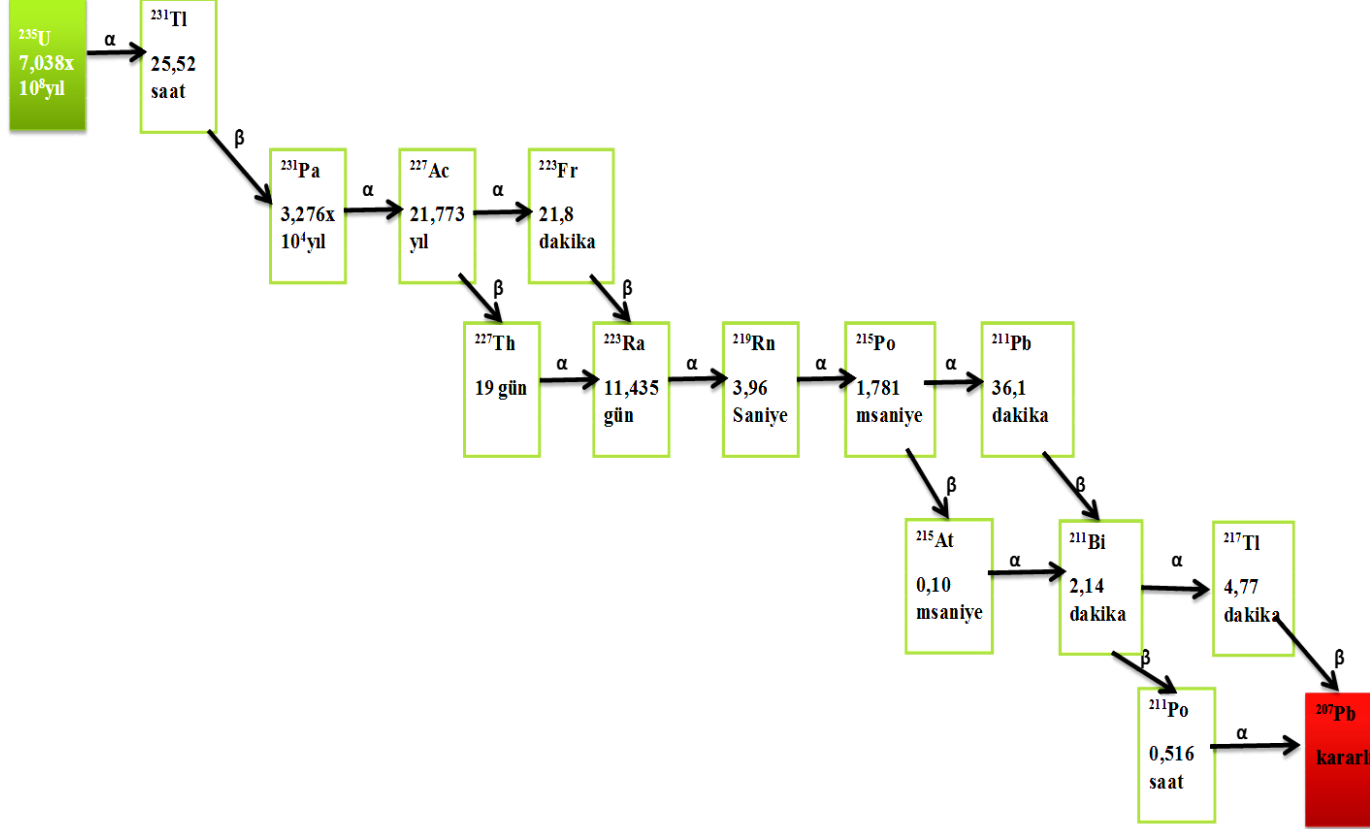 ²³⁵U
7,038x
10⁸yıl
α
²³¹Tl
25,52
saat
β
²³¹Pa
3,276x
10⁴yıl
α
²²⁷Ac
21,773
yıl
α
²²³Fr
21,8
dakika
β
β
²²⁷Th
19 gün
α
²²³Ra
11,435
gün
α
²¹⁹Rn
3,96
Saniye
α
²¹⁵Po
1,781
msaniye
α
²¹¹Pb
36,1
dakika
β
β
²¹⁵At
0,10
msaniye
α
²¹¹Bi
2,14
dakika
α
²¹⁷Tl
4,77
dakika
β
β
²¹¹Po
0,516
saat
α
²⁰⁷Pb
kararlı